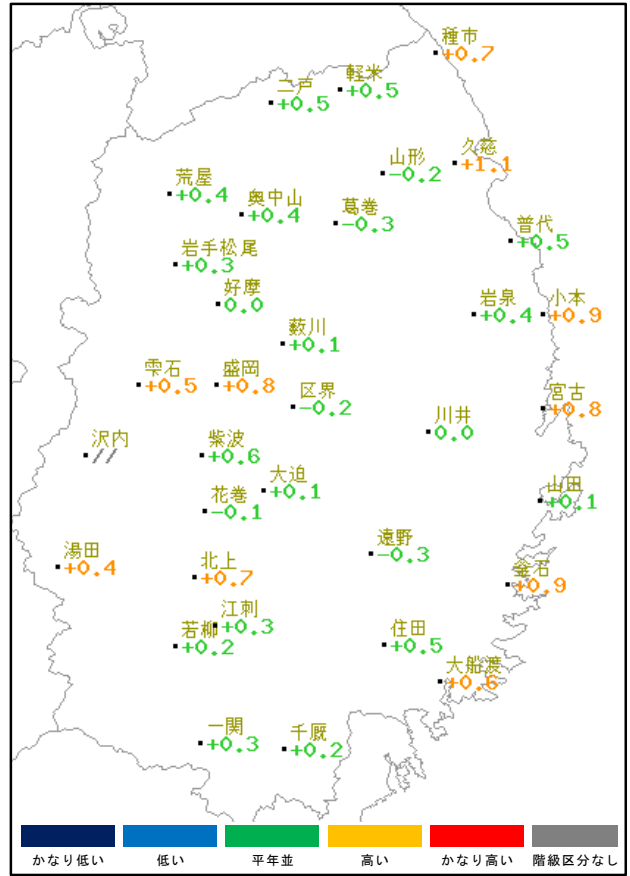 種市
+0.7
軽米
+0.5
二戸
+0.5
久慈
+1.1
山形
-0.2
荒屋
+0.4
奥中山
+0.4
葛巻
-0.3
普代
+0.5
岩手松尾
+0.3
好摩
0.0
岩泉
+0.4
小本
+0.9
藪川
+0.1
雫石
+0.5
盛岡
+0.8
区界
-0.2
宮古
+0.8
川井
0.0
沢内
//
紫波
+0.6
大迫
+0.1
花巻
-0.1
山田
+0.1
湯田
+0.4
北上
+0.7
遠野
-0.3
釜石
+0.9
江刺
+0.3
若柳
+0.2
住田
+0.5
大船渡
+0.6
一関
+0.3
千厩
+0.2
かなり低い 低い 平年並 高い かなり高い 階級区分なし